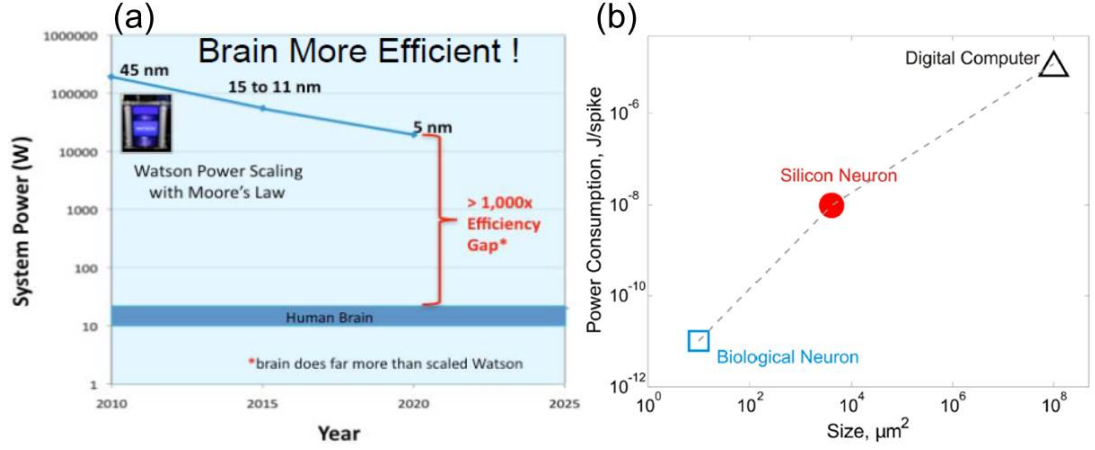 (a)
Brain More Efficient !
System Power (W)
1000000
100000
10000
1000
100
10
1
45 nm
15 to 11 nm
5 nm
Watson Power Scaling
with Moore's Law
> 1,000x
Efficiency
Gap*
Human Brain
*brain does far more than scaled Watson
2010
2015
2020
2025
Year
(b)
Power Consumption, J/spike
10⁻⁶
10⁻⁸
10⁻¹⁰
10⁻¹²
Digital Computer
Silicon Neuron
Biological Neuron
10⁰
10²
10⁴
10⁶
10⁸
Size, µm²